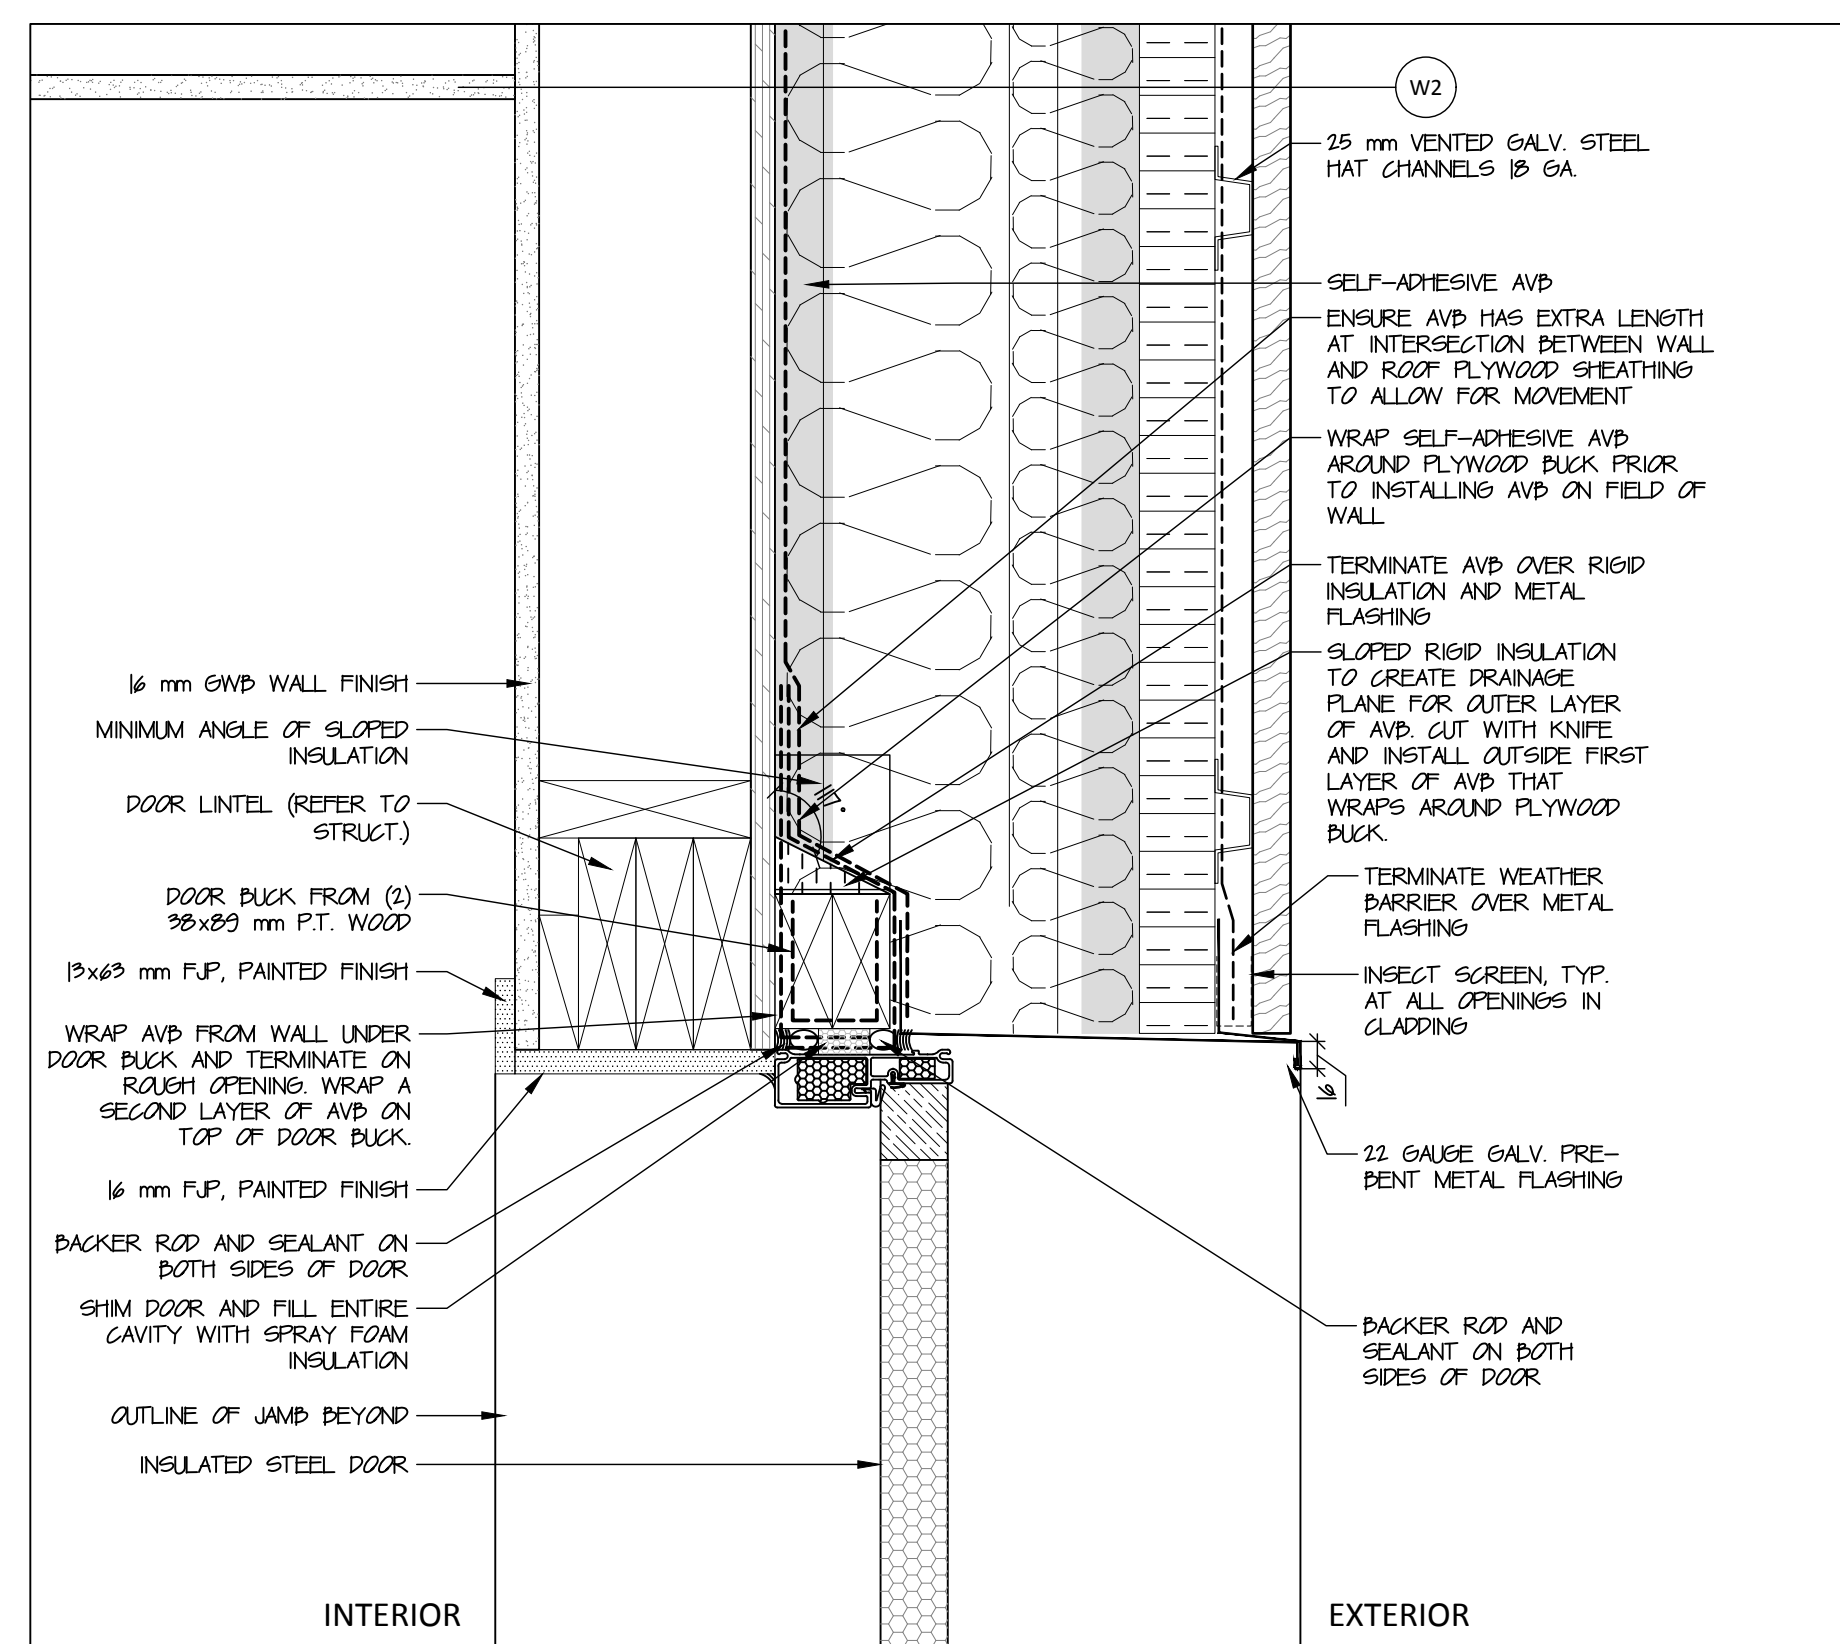 W2
25 mm VENTED GALV. STEEL
HAT CHANNELS 18 GA.
SELF-ADHESIVE AVB
ENSURE AVB HAS EXTRA LENGTH
AT INTERSECTION BETWEEN WALL
AND ROOF PLYWOOD SHEATHING
TO ALLOW FOR MOVEMENT
WRAP SELF-ADHESIVE AVB
AROUND PLYWOOD BUCK PRIOR
TO INSTALLING AVB ON FIELD OF
WALL
TERMINATE AVB OVER RIGID
INSULATION AND METAL
FLASHING
SLOPED RIGID INSULATION
TO CREATE DRAINAGE
PLANE FOR OUTER LAYER
OF AVB. CUT WITH KNIFE
AND INSTALL OUTSIDE FIRST
LAYER OF AVB THAT
WRAPS AROUND PLYWOOD
BUCK.
TERMINATE WEATHER
BARRIER OVER METAL
FLASHING
INSECT SCREEN, TYP.
AT ALL OPENINGS IN
CLADDING
16
22 GAUGE GALV. PRE-
BENT METAL FLASHING
BACKER ROD AND
SEALANT ON BOTH
SIDES OF DOOR
16 mm GWB WALL FINISH
MINIMUM ANGLE OF SLOPED
INSULATION
DOOR LINTEL (REFER TO
STRUCT.)
DOOR BUCK FROM (2)
38x89 mm P.T. WOOD
13x63 mm FJP, PAINTED FINISH
WRAP AVB FROM WALL UNDER
DOOR BUCK AND TERMINATE ON
ROUGH OPENING. WRAP A
SECOND LAYER OF AVB ON
TOP OF DOOR BUCK.
16 mm FJP, PAINTED FINISH
BACKER ROD AND SEALANT ON
BOTH SIDES OF DOOR
SHIM DOOR AND FILL ENTIRE
CAVITY WITH SPRAY FOAM
INSULATION
OUTLINE OF JAMB BEYOND
INSULATED STEEL DOOR
INTERIOR
EXTERIOR